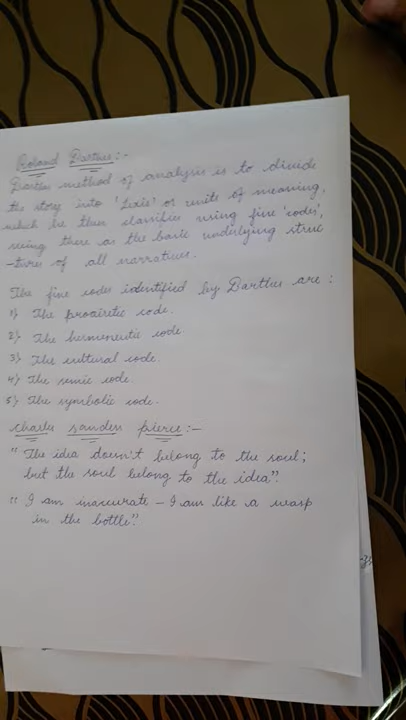 Roland Barthes:-
Barthes method of analysis is to divide
the story into 'Lexie' or units of meaning,
which he then classifies using five 'codes',
seeing these as the basic underlying struc
-tures of all narratives.
The five codes identified by Barthes are :
1) The proairetic code.
2) The hermeneutic code.
3) The cultural code.
4) The semic code.
5) The symbolic code.
Charles sanders pierce:-
"The idea doesn't belong to the soul;
but the soul belong to the idea".
"I am inaccurate - I am like a wasp
in the bottle".